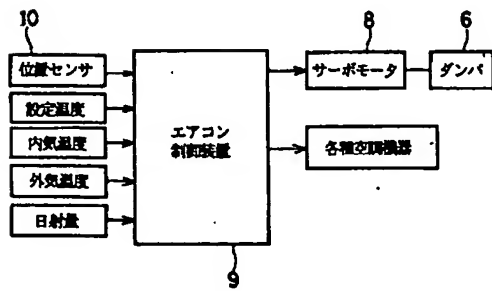 10
8
6
位置センサ
設定温度
内気温度
外気温度
日射量
エアコン
制御装置
サーボモータ
ダンパ
各種空調機器
9